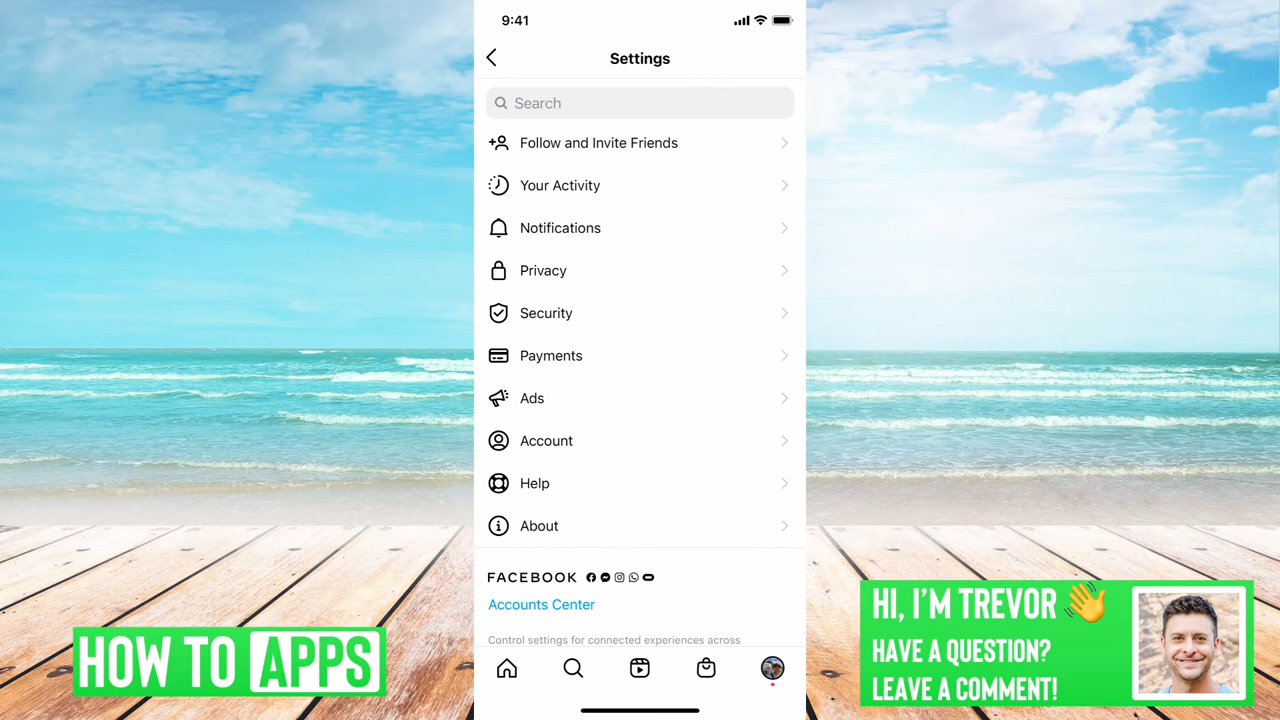 9:41
Settings
Search
Follow and Invite Friends
Your Activity
Notifications
Privacy
Security
Payments
Ads
Account
Help
About
FACEBOOK
Accounts Center
Control settings for connected experiences across
HOW TO APPS
HI, I'M TREVOR 👋
HAVE A QUESTION?
LEAVE A COMMENT!